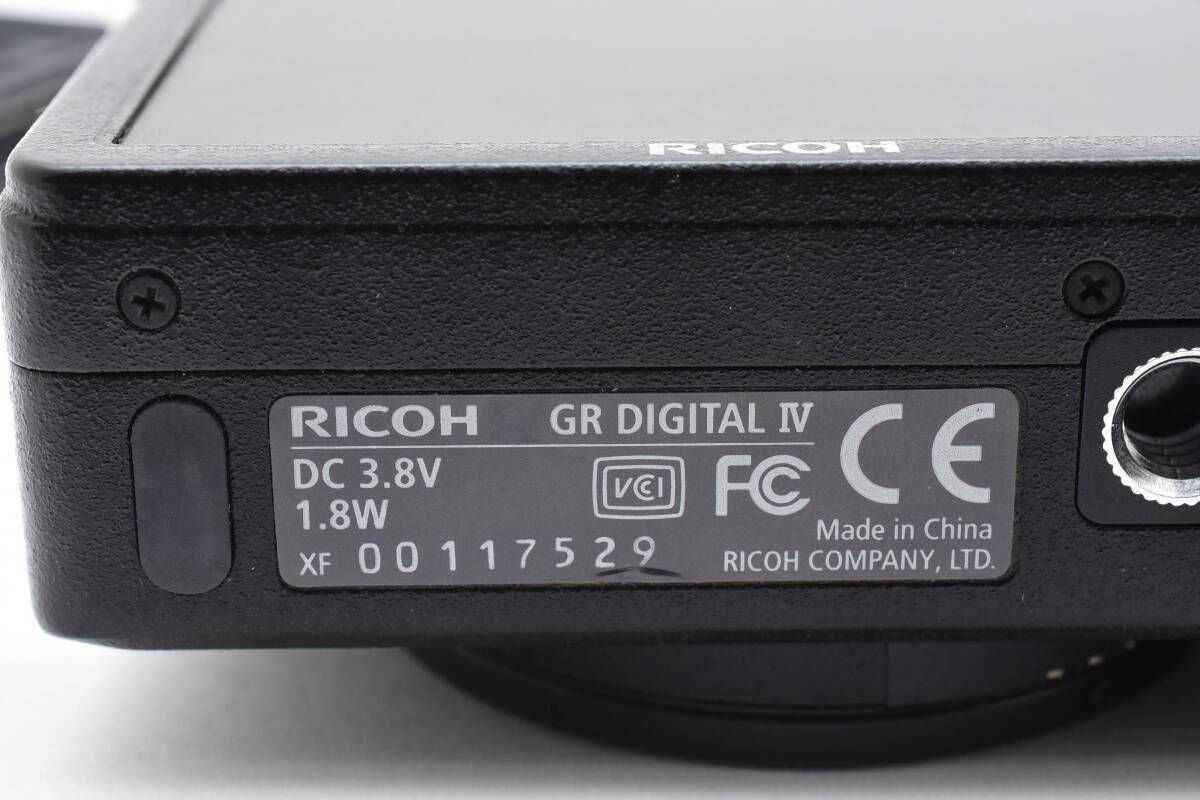 RICOH
RICOH GR DIGITAL IV
DC 3.8V
1.8W
VCI FC CE
Made in China
XF 00117529 RICOH COMPANY, LTD.